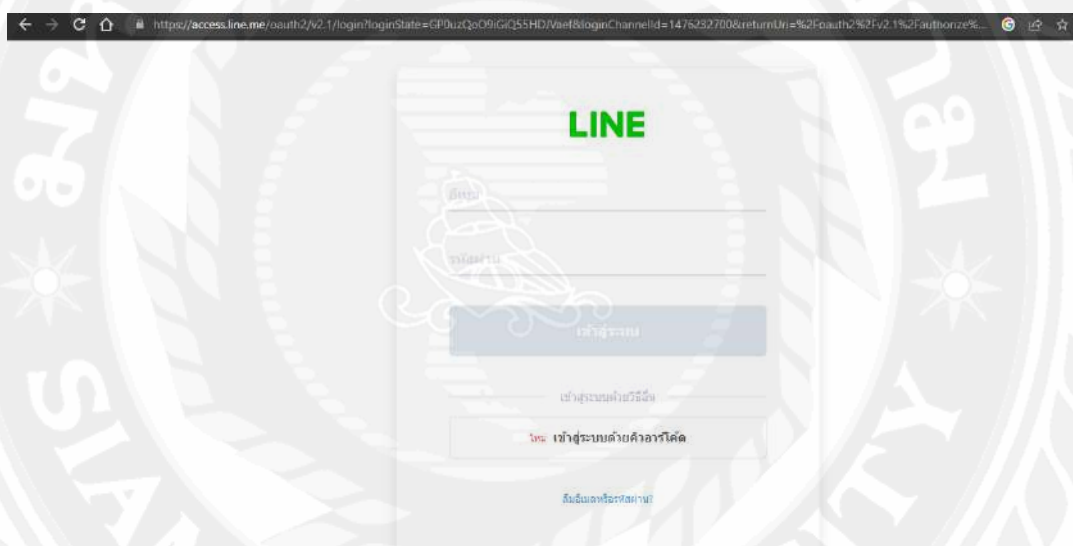 https://access.line.me/oauth2/v2.1/login?loginState=GP0uzQoO9iGiQ55HDJVaef&loginChannelId=1476232700&returnUri=%2Foauth2%2Fv2.1%2Fauthorize%...
LINE
อีเมล
รหัสผ่าน
เข้าสู่ระบบ
เข้าสู่ระบบด้วยวิธีอื่น
ใหม่ เข้าสู่ระบบด้วยคิวอาร์โค้ด
ลืมอีเมลหรือรหัสผ่าน?
SIA